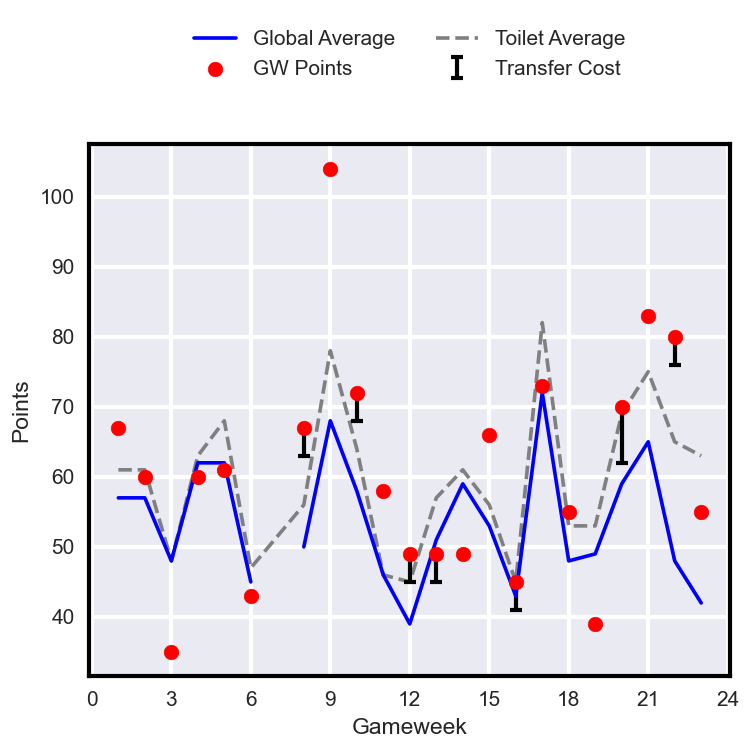 Global Average
Toilet Average
GW Points
Transfer Cost
100
90
80
70
60
50
40
Points
0 3 6 9 12 15 18 21 24
Gameweek